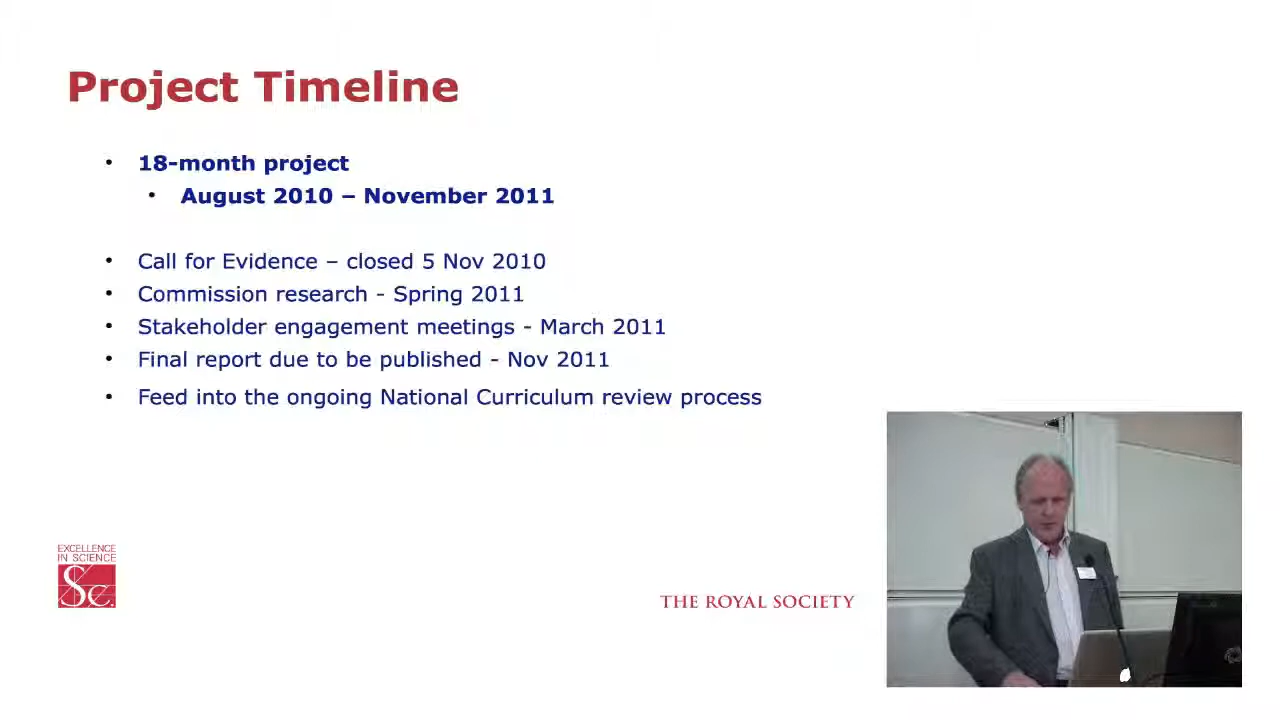 Project Timeline
• 18-month project
• August 2010 – November 2011
• Call for Evidence – closed 5 Nov 2010
• Commission research - Spring 2011
• Stakeholder engagement meetings - March 2011
• Final report due to be published - Nov 2011
• Feed into the ongoing National Curriculum review process
EXCELLENCE
IN SCIENCE
THE ROYAL SOCIETY